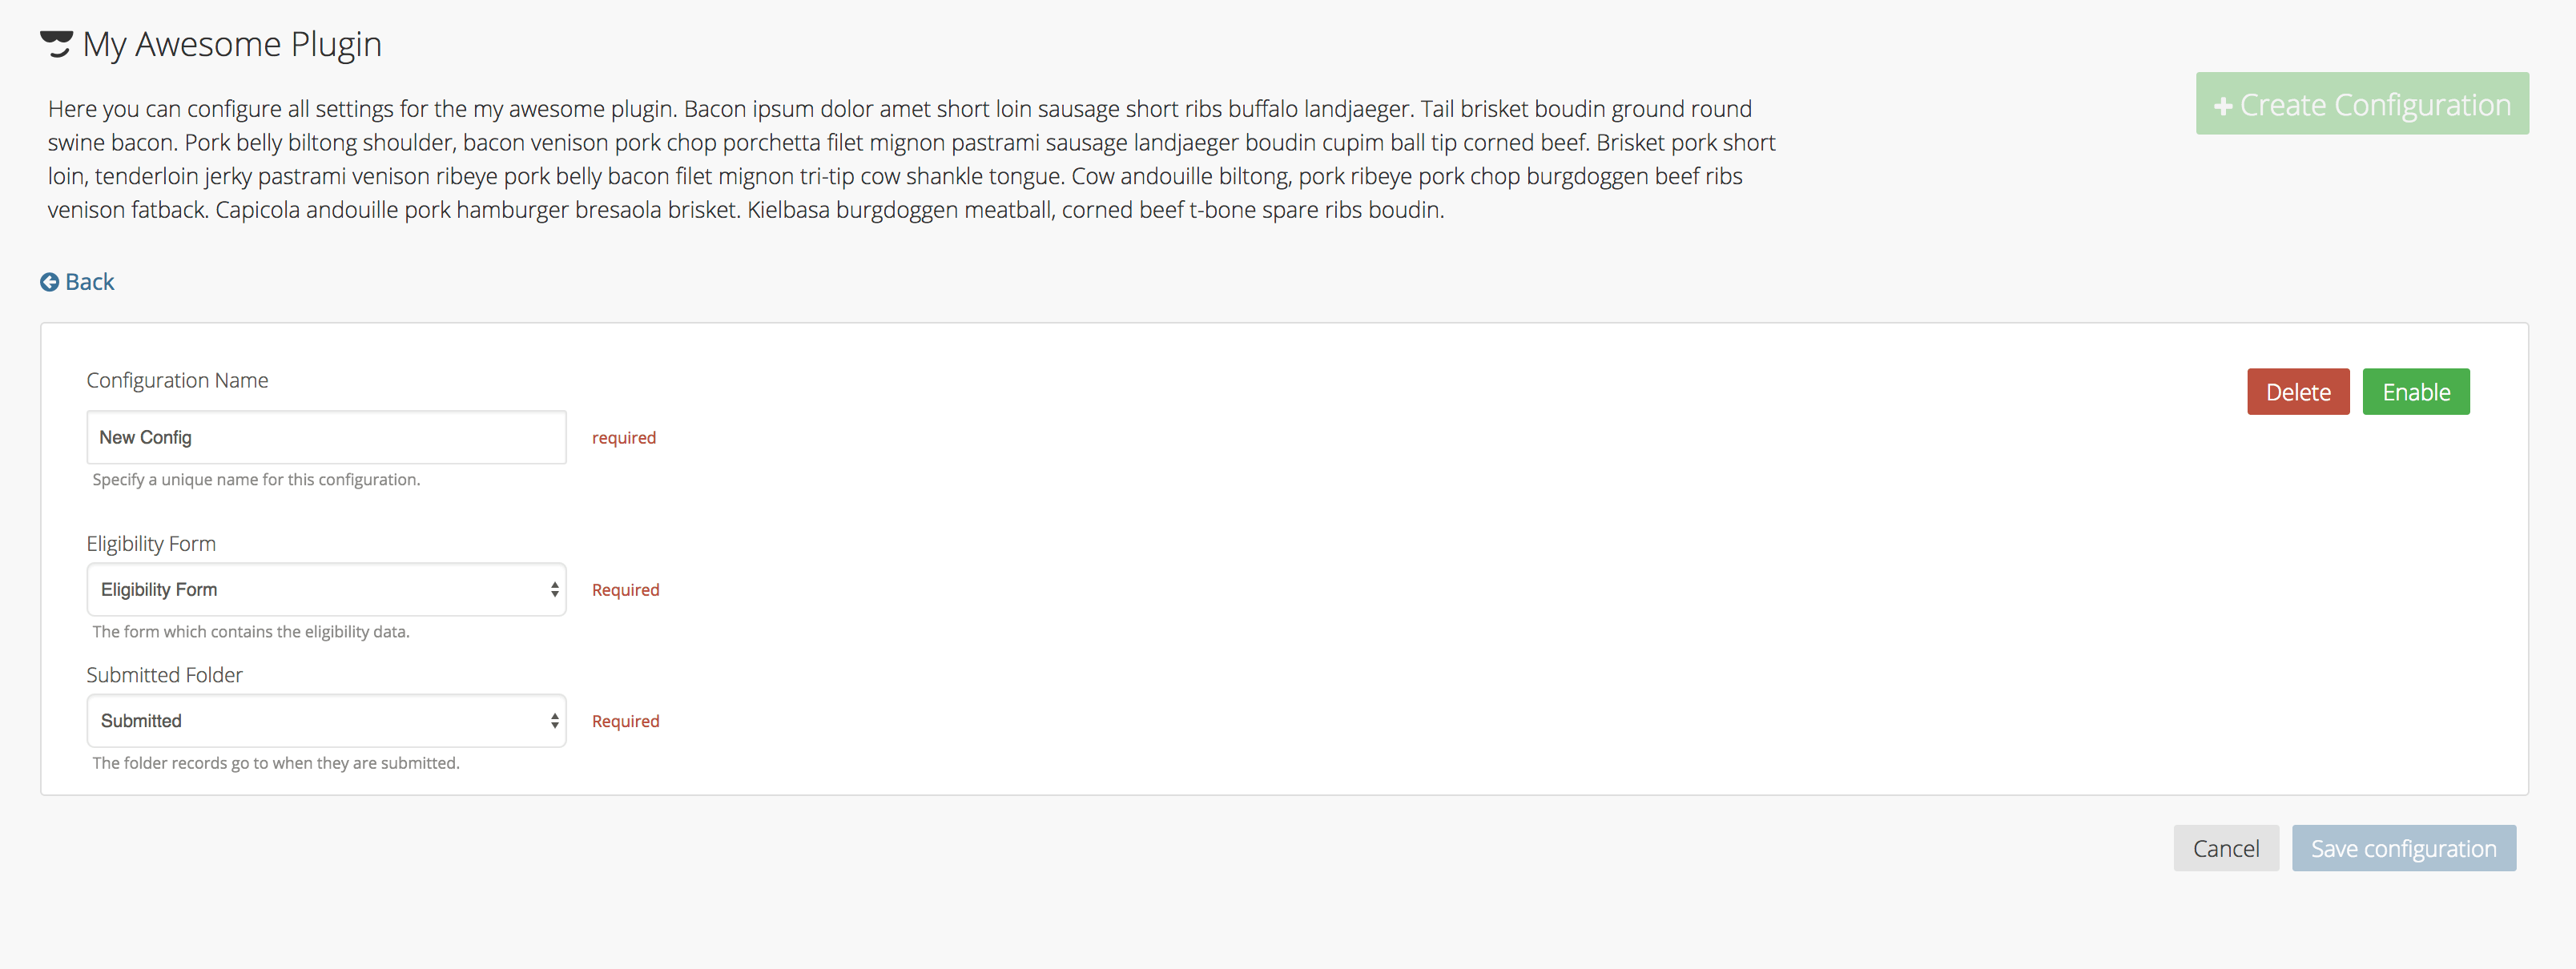 My Awesome Plugin
Here you can configure all settings for the my awesome plugin. Bacon ipsum dolor amet short loin sausage short ribs buffalo landjaeger. Tail brisket boudin ground round
swine bacon. Pork belly biltong shoulder, bacon venison pork chop porchetta filet mignon pastrami sausage landjaeger boudin cupim ball tip corned beef. Brisket pork short
loin, tenderloin jerky pastrami venison ribeye pork belly bacon filet mignon tri-tip cow shankle tongue. Cow andouille biltong, pork ribeye pork chop burgdoggen beef ribs
venison fatback. Capicola andouille pork hamburger bresaola brisket. Kielbasa burgdoggen meatball, corned beef t-bone spare ribs boudin.
+ Create Configuration
Back
Configuration Name
Delete Enable
New Config required
Specify a unique name for this configuration.
Eligibility Form
Eligibility Form Required
The form which contains the eligibility data.
Submitted Folder
Submitted Required
The folder records go to when they are submitted.
Cancel Save configuration